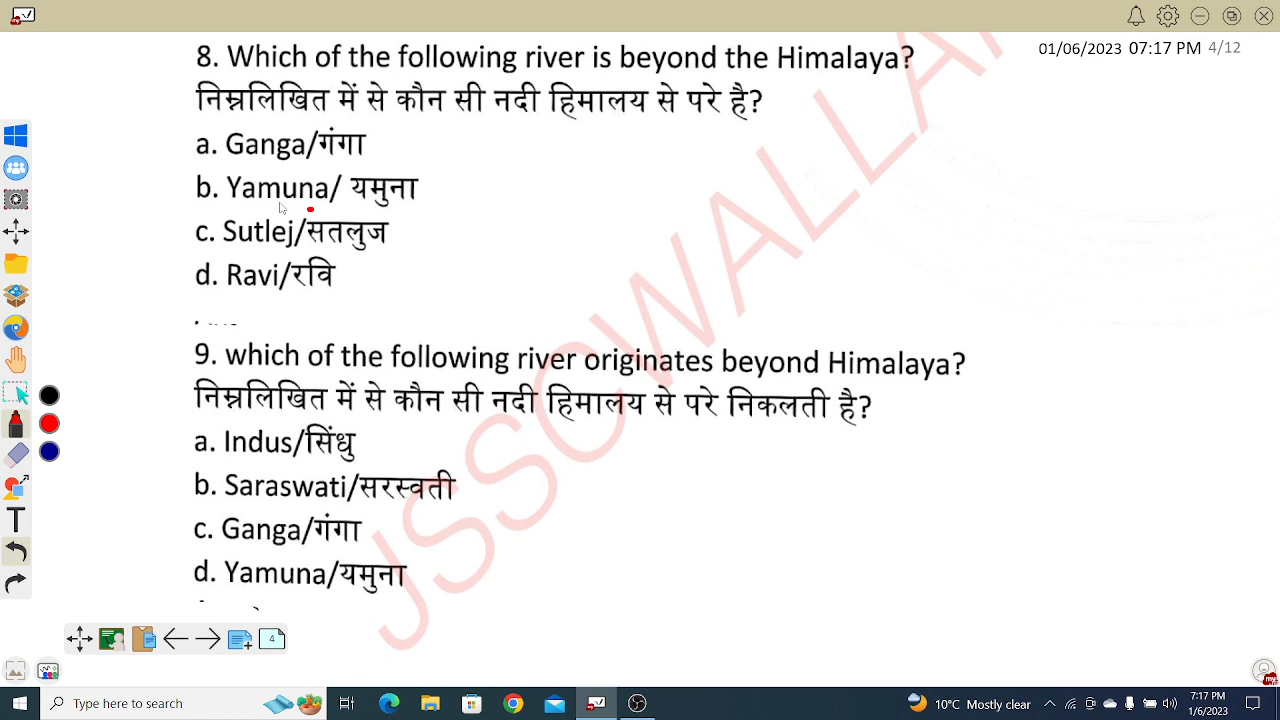 01/06/2023 07:17 PM 4/12
8. Which of the following river is beyond the Himalaya?
निम्नलिखित में से कौन सी नदी हिमालय से परे है?
a. Ganga/गंगा
b. Yamuna/ यमुना
c. Sutlej/सतलुज
d. Ravi/रवि
9. which of the following river originates beyond Himalaya?
निम्नलिखित में से कौन सी नदी हिमालय से परे निकलती है?
a. Indus/सिंधु
b. Saraswati/सरस्वती
c. Ganga/गंगा
d. Yamuna/यमुना
JSSCWALLAH
4
Type here to search
10°C Mostly clear
7:17 PM
1/6/2023